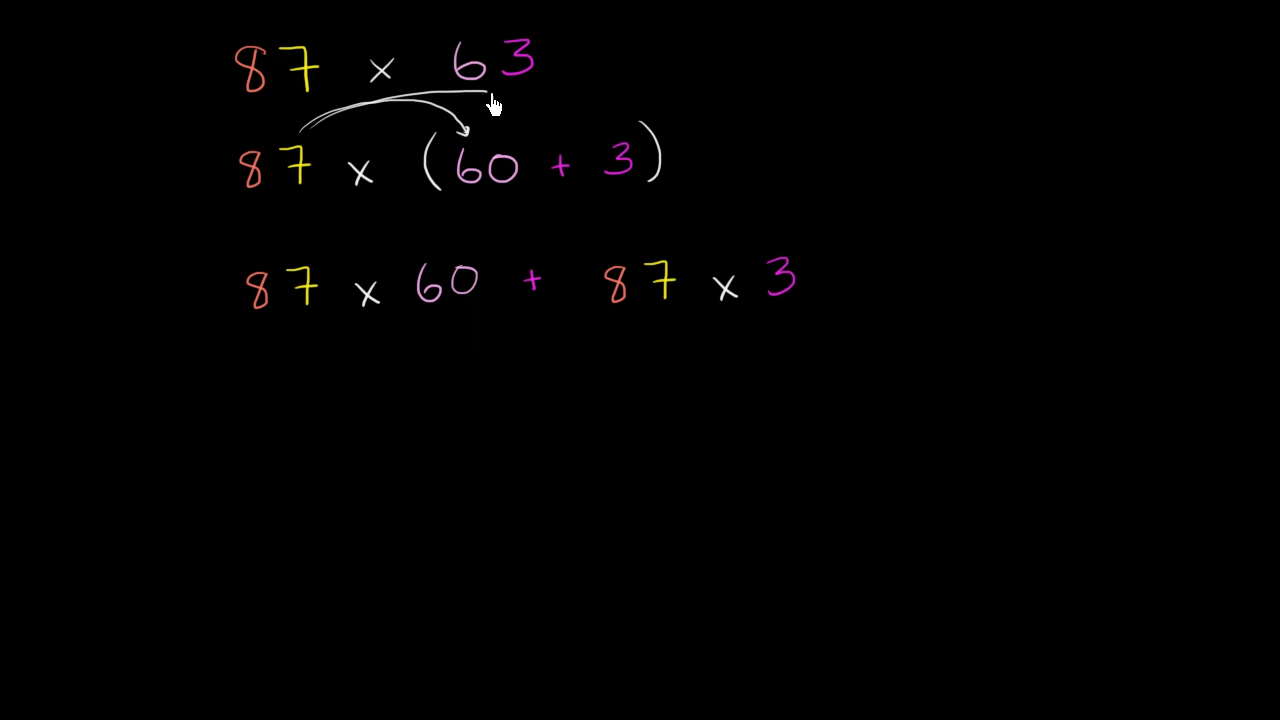 87 × 63
87 × (60 + 3)
87 × 60 + 87 × 3